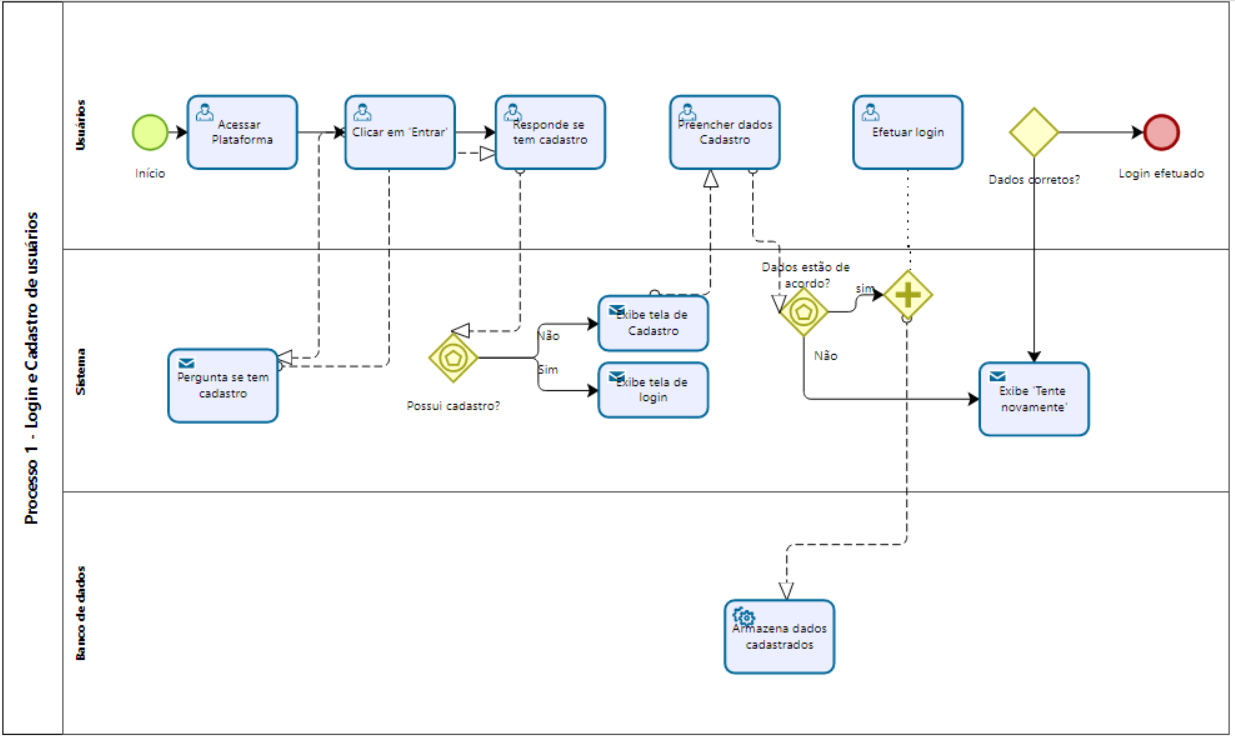 Processo 1 - Login e Cadastro de usuários
Usuários
Início
Acessar
Plataforma
Clicar em 'Entrar'
Responde se
tem cadastro
Preencher dados
Cadastro
Efetuar login
Dados corretos?
Login efetuado
Sistema
Pergunta se tem
cadastro
Possui cadastro?
Não
Sim
Exibe tela de
Cadastro
Exibe tela de
login
Dados estão de
acordo?
sim
Não
Exibe 'Tente
novamente'
Banco de dados
Armazena dados
cadastrados